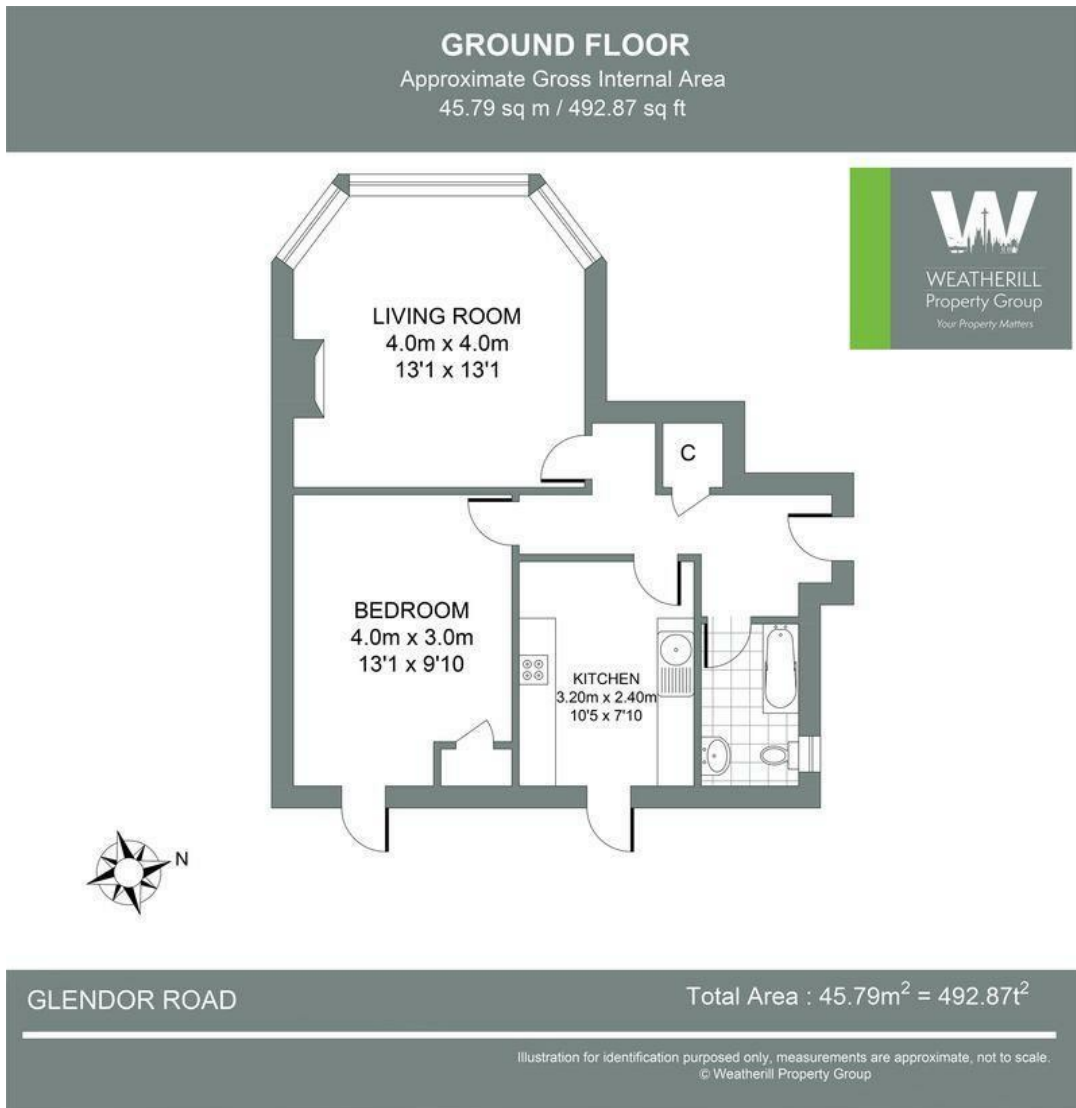 GROUND FLOOR
Approximate Gross Internal Area
45.79 sq m / 492.87 sq ft
W
WEATHERILL
Property Group
Your Property Matters
LIVING ROOM
4.0m x 4.0m
13'1 x 13'1
C
BEDROOM
4.0m x 3.0m
13'1 x 9'10
KITCHEN
3.20m x 2.40m
10'5 x 7'10
N
GLENDOR ROAD
Total Area : 45.79m² = 492.87t²
Illustration for identification purposed only, measurements are approximate, not to scale.
© Weatherill Property Group